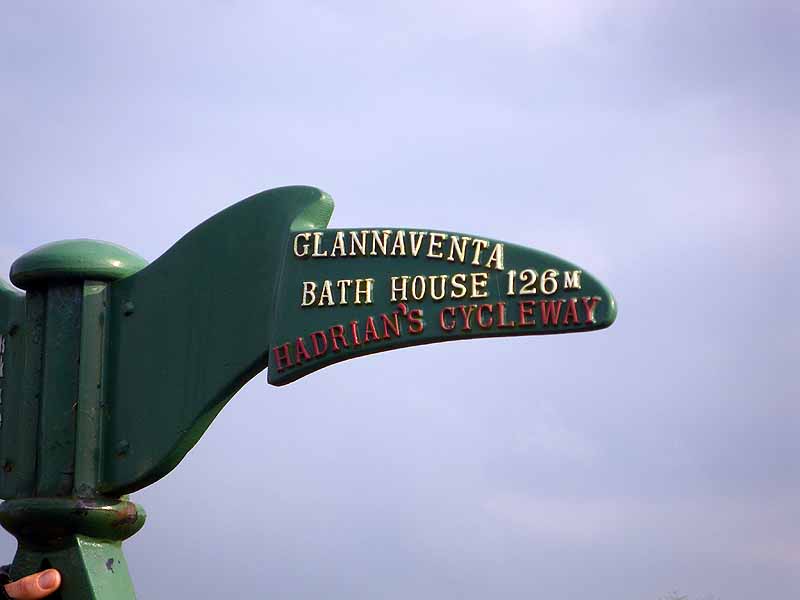 GLANNAVENTA
BATH HOUSE 126M
HADRIAN'S CYCLEWAY